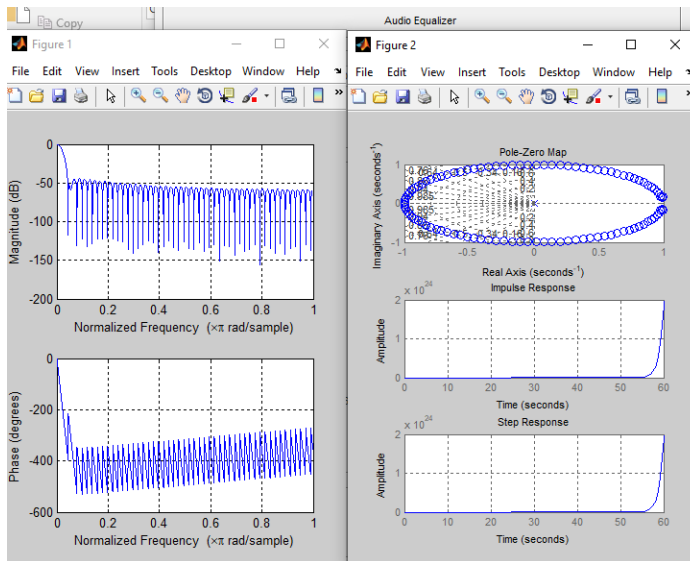 Copy
Audio Equalizer
Figure 1
File Edit View Insert Tools Desktop Window Help
0
-50
-100
-150
-200
Magnitude (dB)
0 0.2 0.4 0.6 0.8 1
Normalized Frequency (×π rad/sample)
0
-200
-400
-600
Phase (degrees)
0 0.2 0.4 0.6 0.8 1
Normalized Frequency (×π rad/sample)
Figure 2
File Edit View Insert Tools Desktop Window Help
Pole-Zero Map
1
0
-1
Imaginary Axis (seconds⁻¹)
-1 -0.5 0 0.5 1
Real Axis (seconds⁻¹)
Impulse Response
x 10²⁴
2
1
0
Amplitude
0 10 20 30 40 50 60
Time (seconds)
Step Response
x 10²⁴
2
1
0
Amplitude
0 10 20 30 40 50 60
Time (seconds)